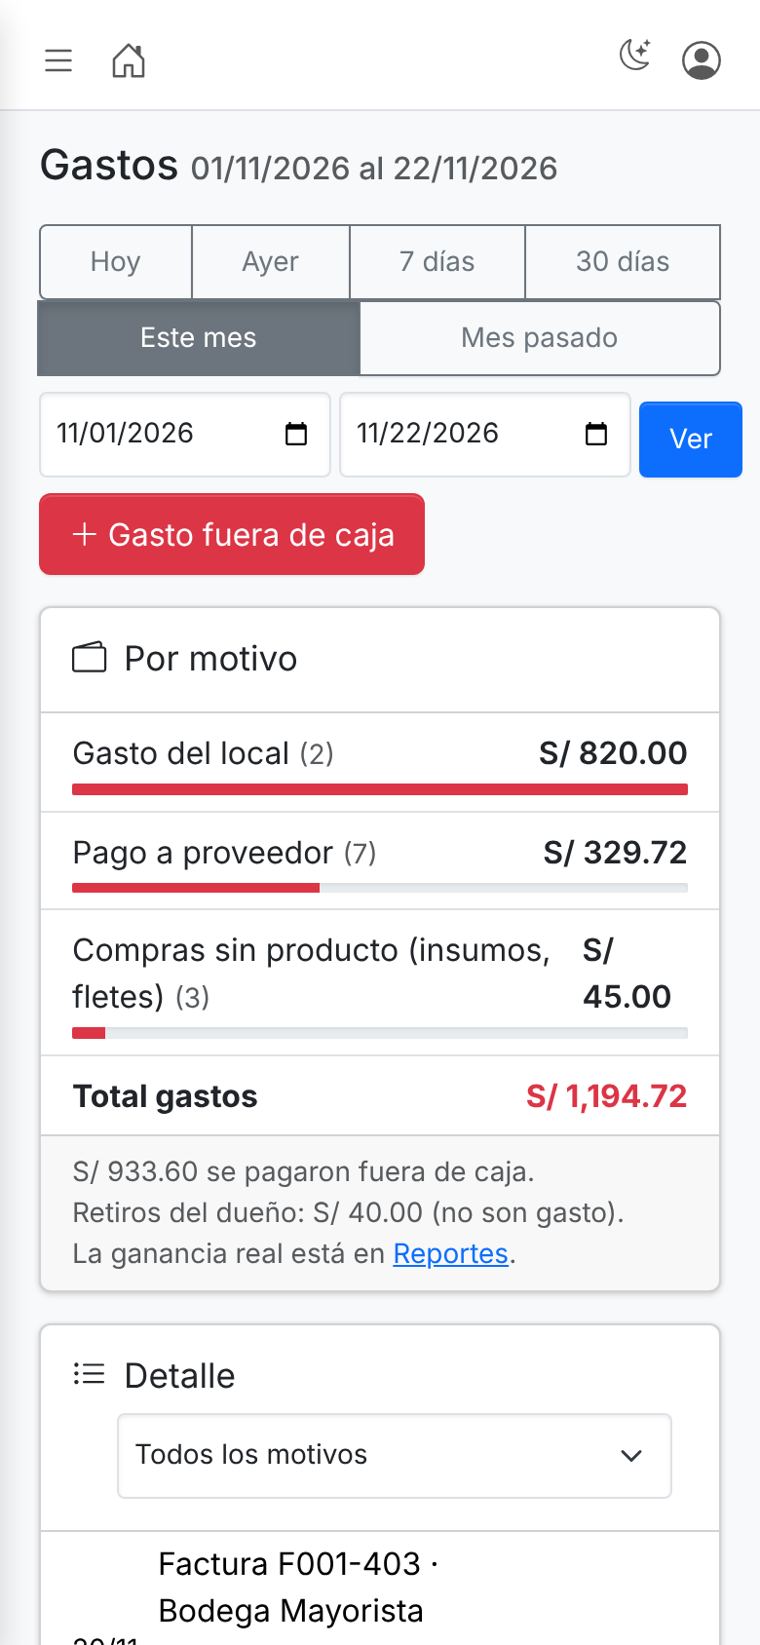 Gastos 01/11/2026 al 22/11/2026
Hoy
Ayer
7 días
30 días
Este mes
Mes pasado
11/01/2026
11/22/2026
Ver
+ Gasto fuera de caja
Por motivo
Gasto del local (2) S/ 820.00
Pago a proveedor (7) S/ 329.72
Compras sin producto (insumos, fletes) (3) S/ 45.00
Total gastos S/ 1,194.72
S/ 933.60 se pagaron fuera de caja.
Retiros del dueño: S/ 40.00 (no son gasto).
La ganancia real está en Reportes.
Detalle
Todos los motivos
Factura F001-403 ·
Bodega Mayorista